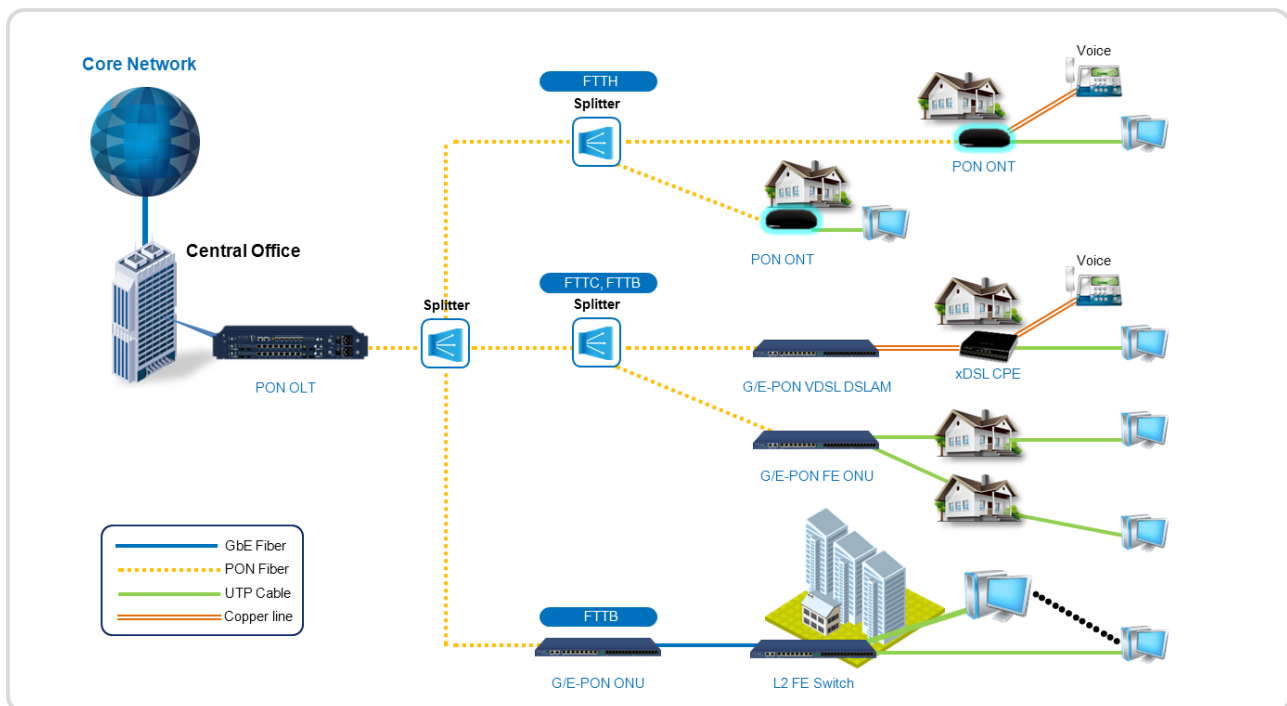 Core Network
Central Office
PON OLT
Splitter
FTTH
Splitter
Voice
PON ONT
PON ONT
FTTC, FTTB
Splitter
Voice
G/E-PON VDSL DSLAM
xDSL CPE
G/E-PON FE ONU
FTTB
G/E-PON ONU
L2 FE Switch
GbE Fiber
PON Fiber
UTP Cable
Copper line